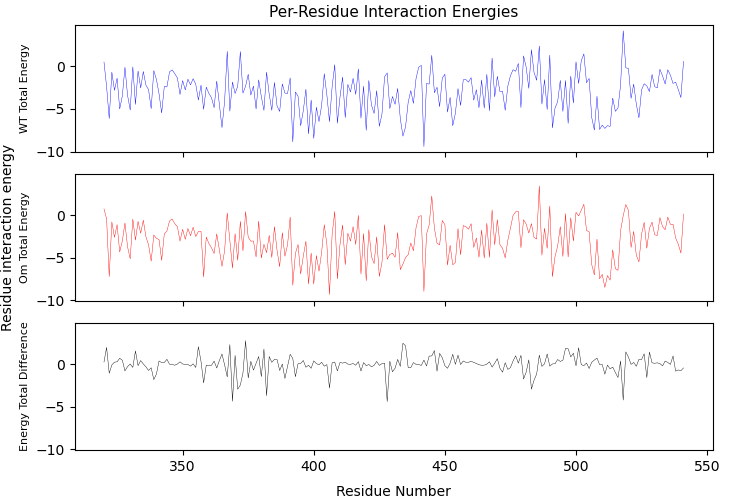 Per-Residue Interaction Energies
Residue interaction energy
WT Total Energy
0
−5
−10
Om Total Energy
0
−5
−10
Energy Total Difference
0
−5
−10
350 400 450 500 550
Residue Number